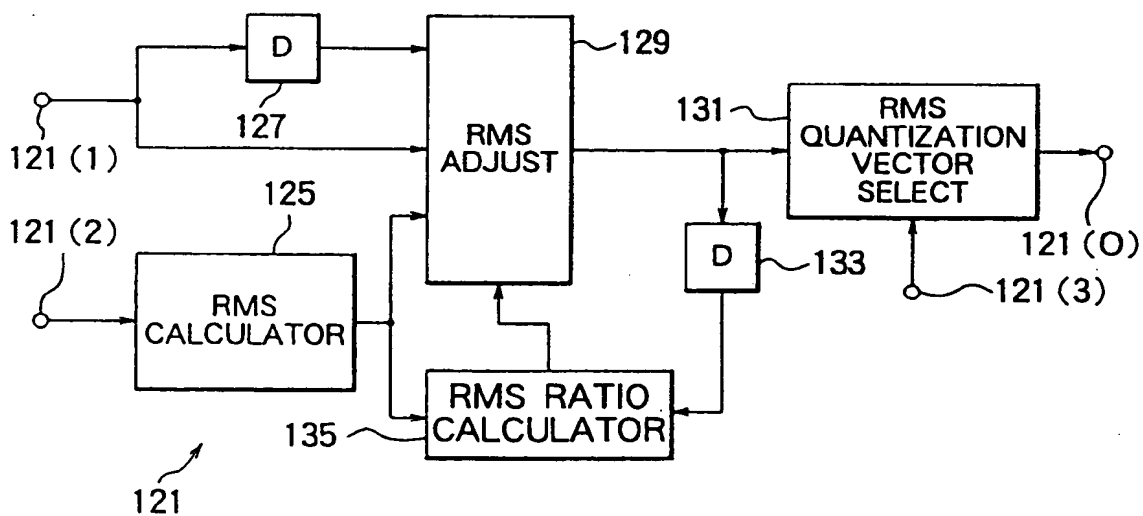 D
127
129
121 (1)
RMS
ADJUST
131
RMS
QUANTIZATION
VECTOR
SELECT
121 (O)
121 (2)
125
RMS
CALCULATOR
D
133
121 (3)
RMS RATIO
CALCULATOR
135
121